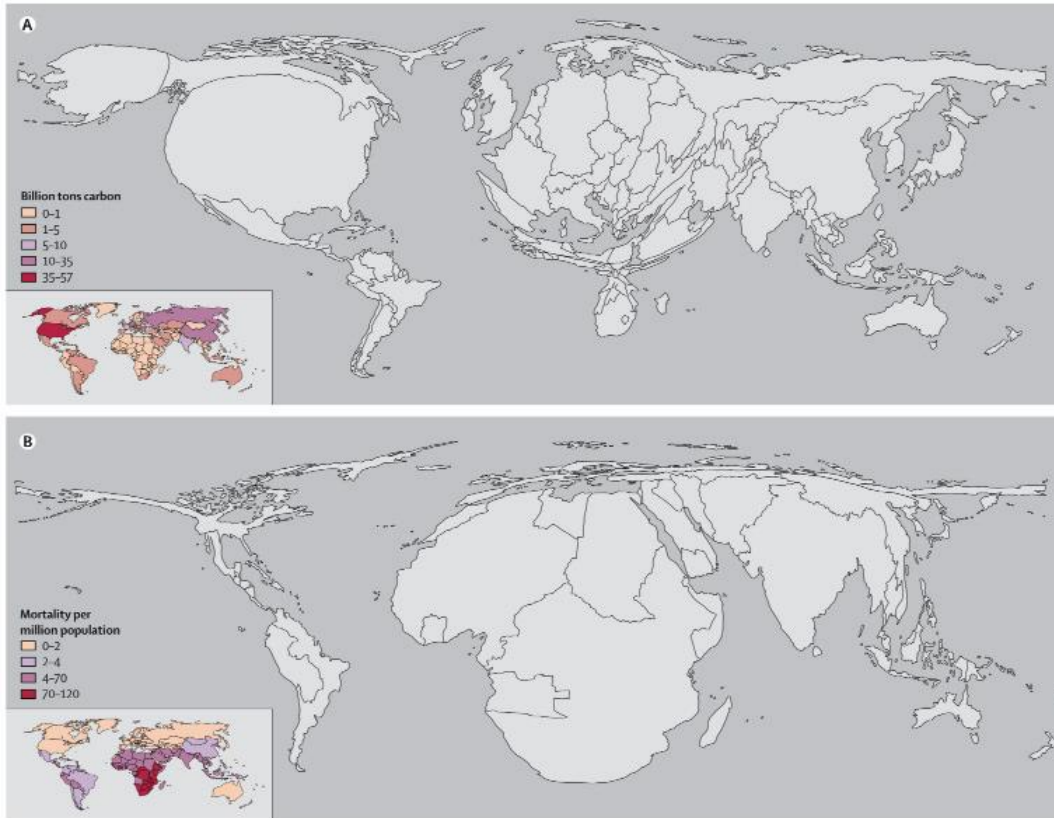 A
Billion tons carbon
0–1
1–5
5–10
10–35
35–57
B
Mortality per
million population
0–2
2–4
4–70
70–120